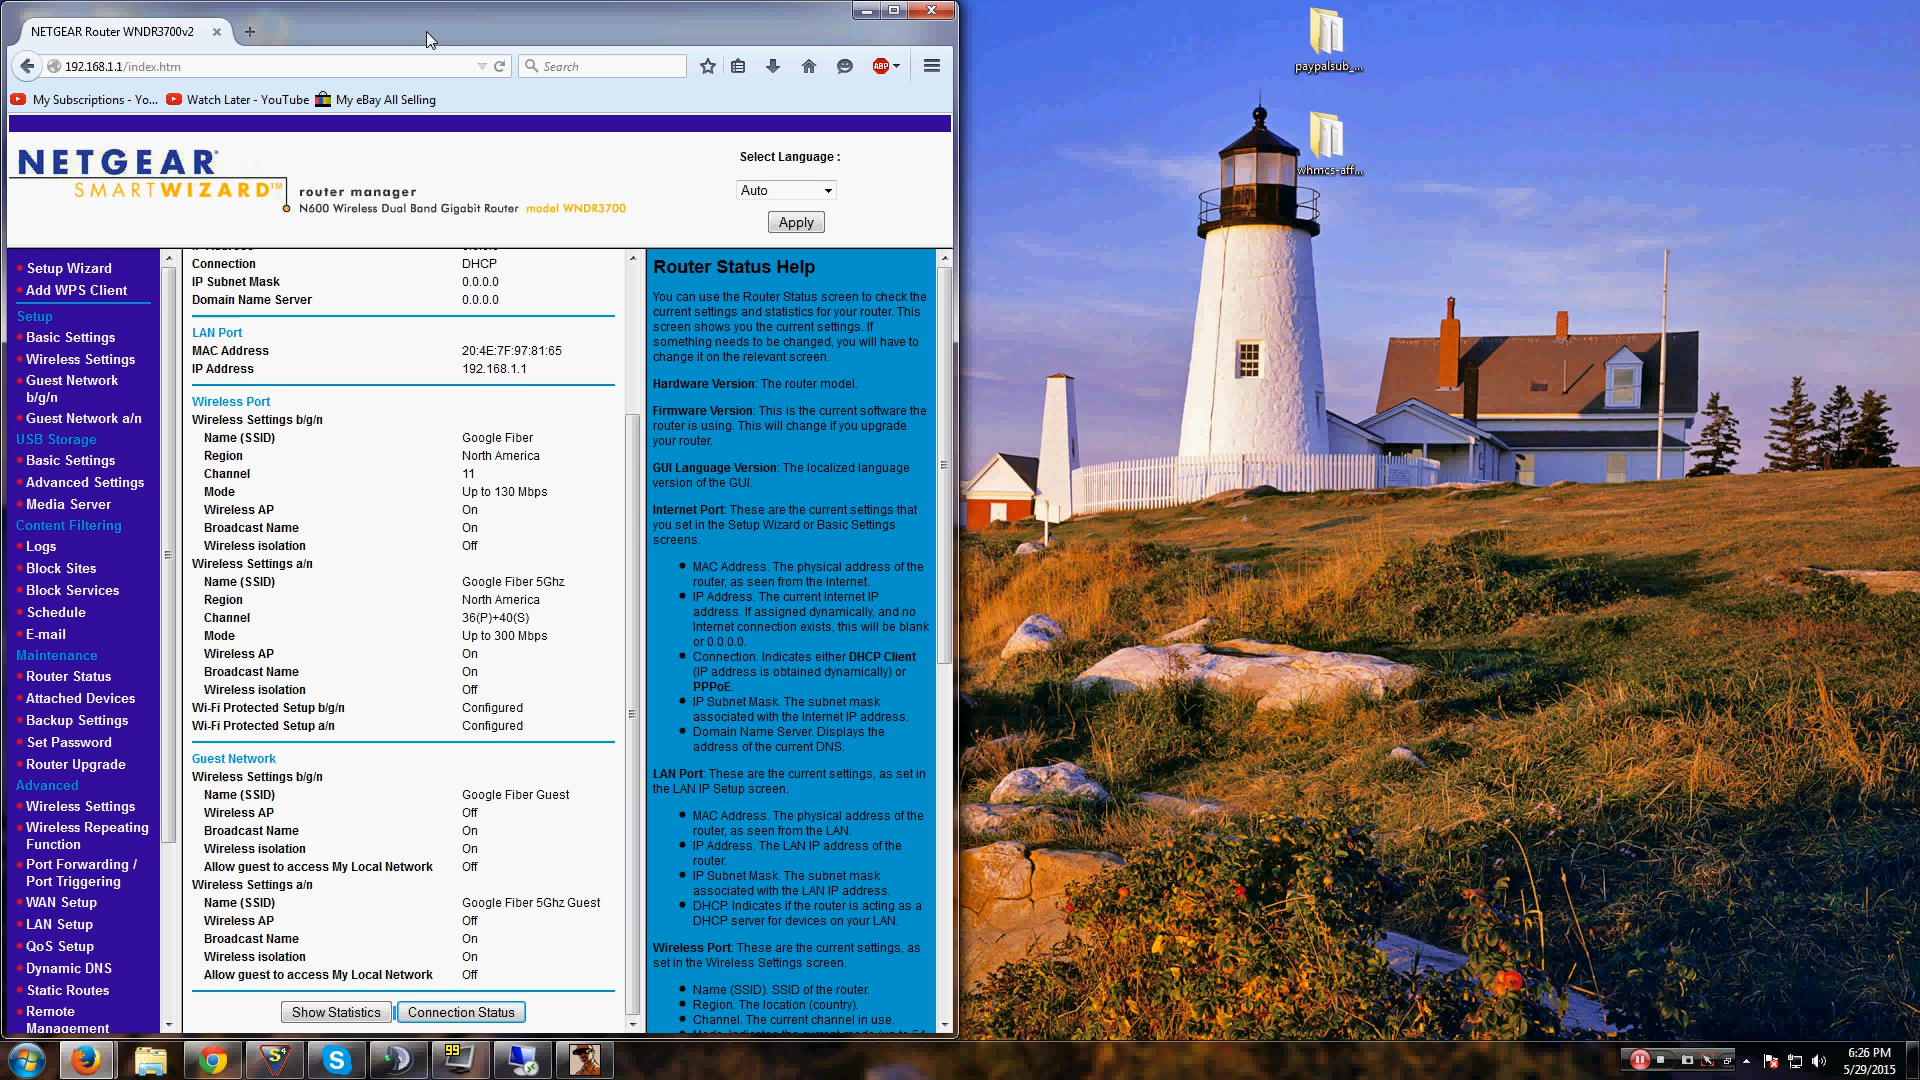 NETGEAR Router WNDR3700v2
192.168.1.1/index.htm
Search
ABP
My Subscriptions - Yo...
Watch Later - YouTube
My eBay All Selling
NETGEAR®
SMARTWIZARD™
router manager
N600 Wireless Dual Band Gigabit Router model WNDR3700
Select Language :
Auto
Apply
Setup Wizard
Add WPS Client
Setup
Basic Settings
Wireless Settings
Guest Network
b/g/n
Guest Network a/n
USB Storage
Basic Settings
Advanced Settings
Media Server
Content Filtering
Logs
Block Sites
Block Services
Schedule
E-mail
Maintenance
Router Status
Attached Devices
Backup Settings
Set Password
Router Upgrade
Advanced
Wireless Settings
Wireless Repeating
Function
Port Forwarding /
Port Triggering
WAN Setup
LAN Setup
QoS Setup
Dynamic DNS
Static Routes
Remote
Management
Connection DHCP
IP Subnet Mask 0.0.0.0
Domain Name Server 0.0.0.0
LAN Port
MAC Address 20:4E:7F:97:81:65
IP Address 192.168.1.1
Wireless Port
Wireless Settings b/g/n
Name (SSID) Google Fiber
Region North America
Channel 11
Mode Up to 130 Mbps
Wireless AP On
Broadcast Name On
Wireless isolation Off
Wireless Settings a/n
Name (SSID) Google Fiber 5Ghz
Region North America
Channel 36(P)+40(S)
Mode Up to 300 Mbps
Wireless AP On
Broadcast Name On
Wireless isolation Off
Wi-Fi Protected Setup b/g/n Configured
Wi-Fi Protected Setup a/n Configured
Guest Network
Wireless Settings b/g/n
Name (SSID) Google Fiber Guest
Wireless AP Off
Broadcast Name On
Wireless isolation On
Allow guest to access My Local Network Off
Wireless Settings a/n
Name (SSID) Google Fiber 5Ghz Guest
Wireless AP Off
Broadcast Name On
Wireless isolation On
Allow guest to access My Local Network Off
Show Statistics
Connection Status
Router Status Help
You can use the Router Status screen to check the
current settings and statistics for your router. This
screen shows you the current settings. If
something needs to be changed, you will have to
change it on the relevant screen.
Hardware Version: The router model.
Firmware Version: This is the current software the
router is using. This will change if you upgrade
your router.
GUI Language Version: The localized language
version of the GUI.
Internet Port: These are the current settings that
you set in the Setup Wizard or Basic Settings
screens.
MAC Address. The physical address of the
router, as seen from the Internet.
IP Address. The current Internet IP
address. If assigned dynamically, and no
Internet connection exists, this will be blank
or 0.0.0.0.
Connection. Indicates either DHCP Client
(IP address is obtained dynamically) or
PPPoE.
IP Subnet Mask. The subnet mask
associated with the Internet IP address.
Domain Name Server. Displays the
address of the current DNS.
LAN Port: These are the current settings, as set in
the LAN IP Setup screen.
MAC Address. The physical address of the
router, as seen from the LAN.
IP Address. The LAN IP address of the
router.
IP Subnet Mask. The subnet mask
associated with the LAN IP address.
DHCP. Indicates if the router is acting as a
DHCP server for devices on your LAN.
Wireless Port: These are the current settings, as
set in the Wireless Settings screen.
Name (SSID). SSID of the router.
Region. The location (country).
Channel. The current channel in use.
paypalsub_...
whmcs-aff...
99
6:26 PM
5/29/2015